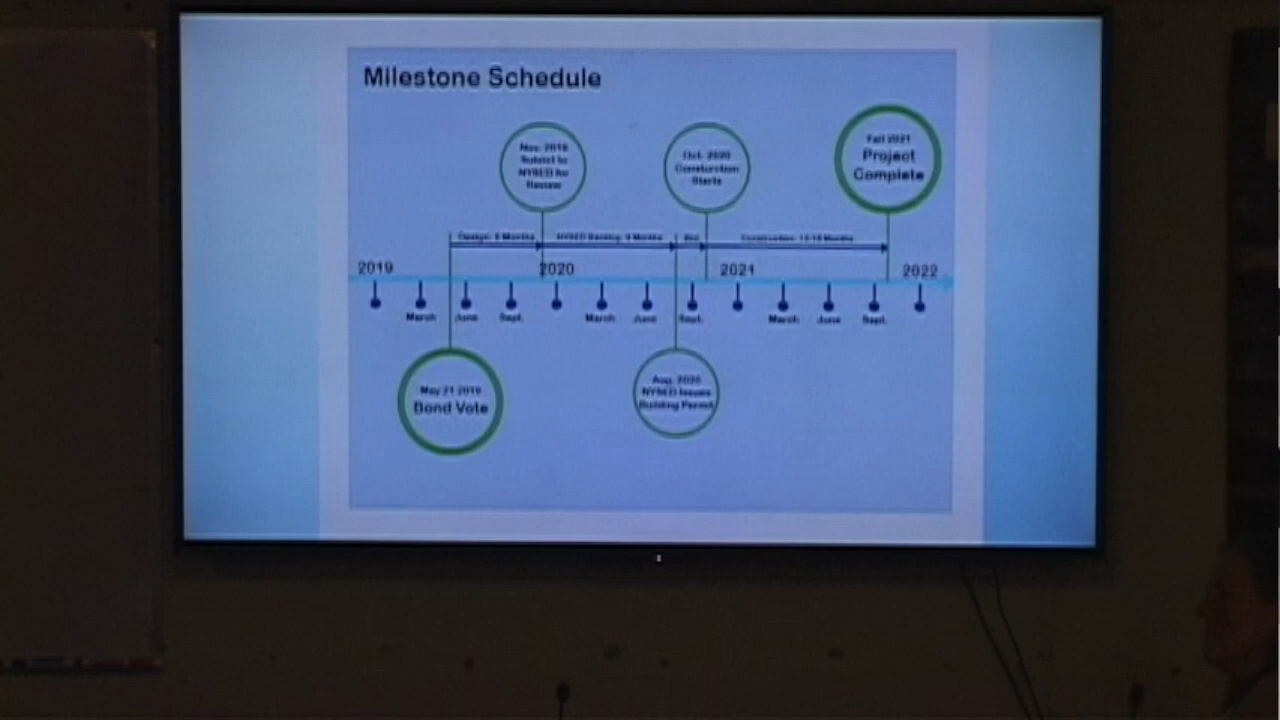 Milestone Schedule
Nov. 2019
Submit to
NYSED for
Review
Oct. 2020
Construction
Starts
Fall 2021
Project
Complete
Design: 6 Months
NYSED Backlog: 9 Months
Bid
Construction: 12-18 Months
2019
2020
2021
2022
March
June
Sept.
March
June
Sept.
March
June
Sept.
May 21 2019
Bond Vote
Aug. 2020
NYSED Issues
Building Permit